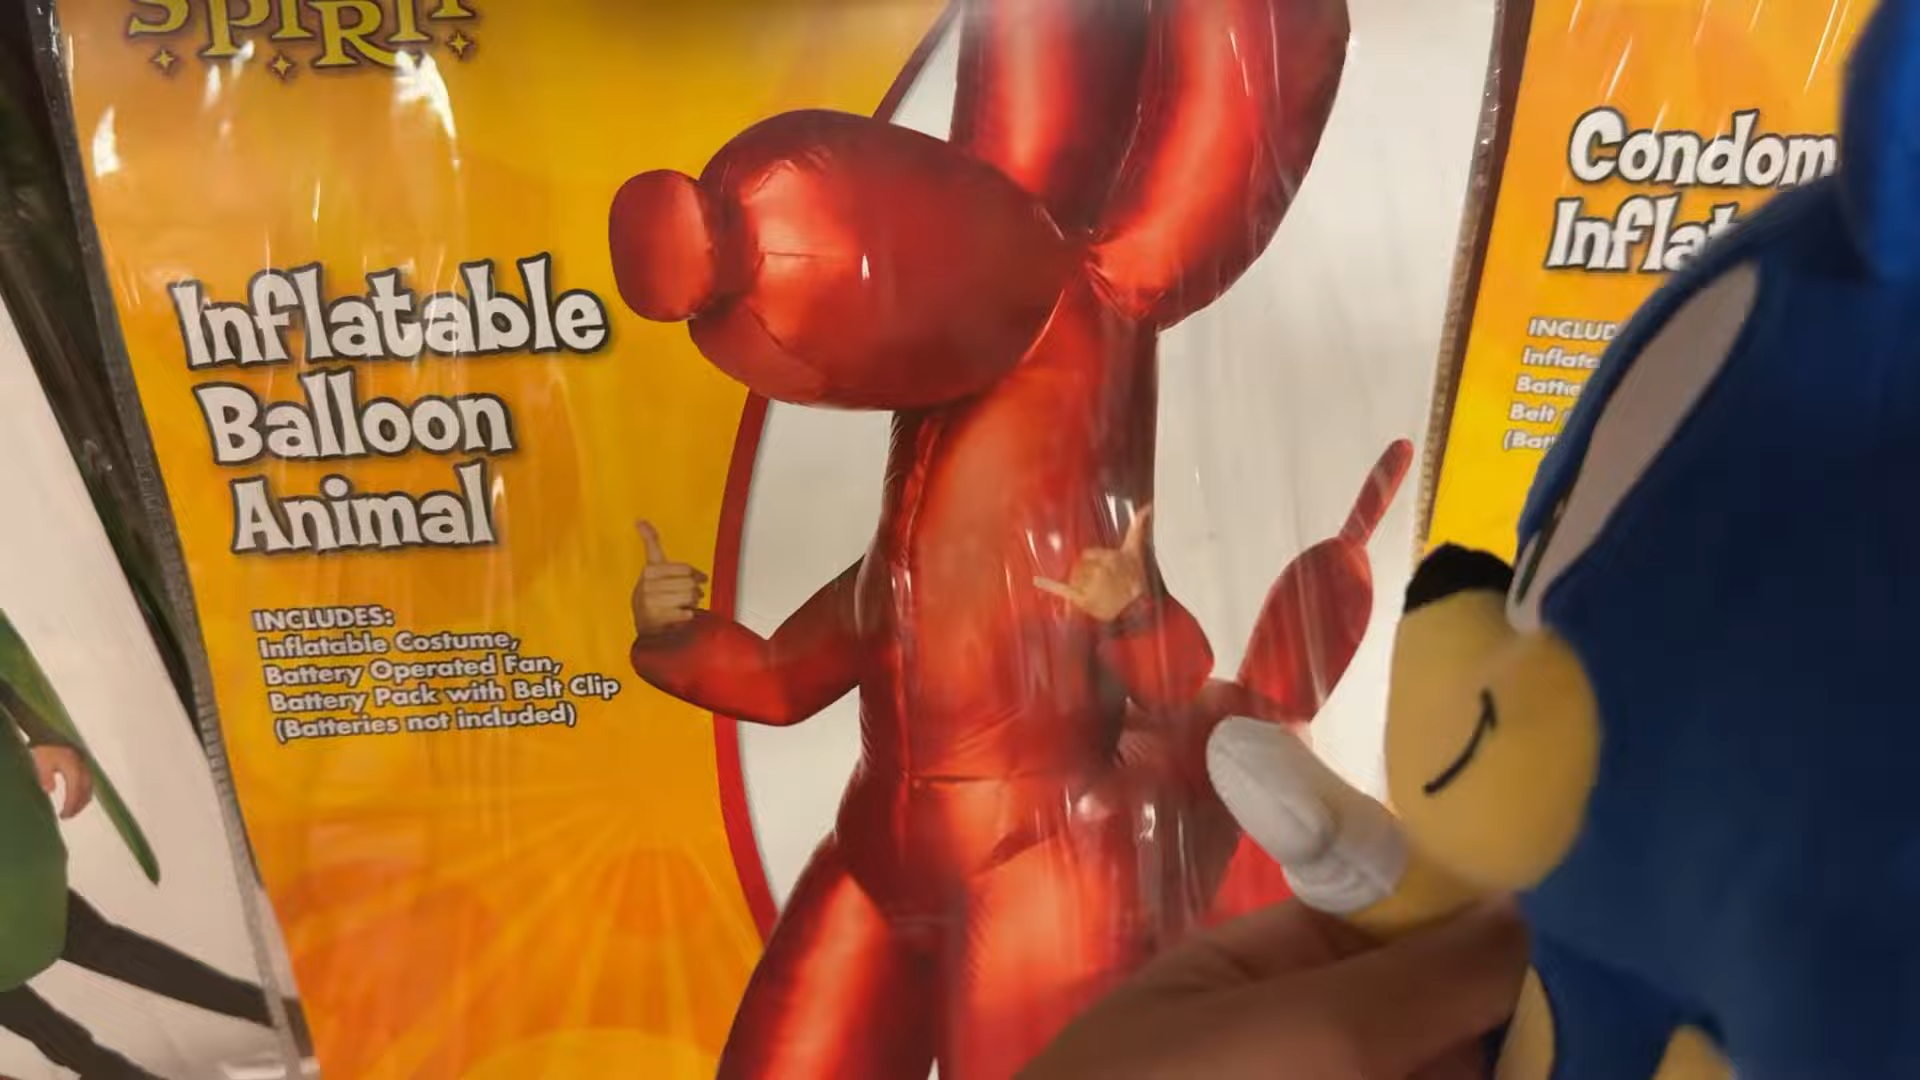 SPIRIT
Inflatable
Balloon
Animal
INCLUDES:
Inflatable Costume,
Battery Operated Fan,
Battery Pack with Belt Clip
(Batteries not included)
Condom
Belt